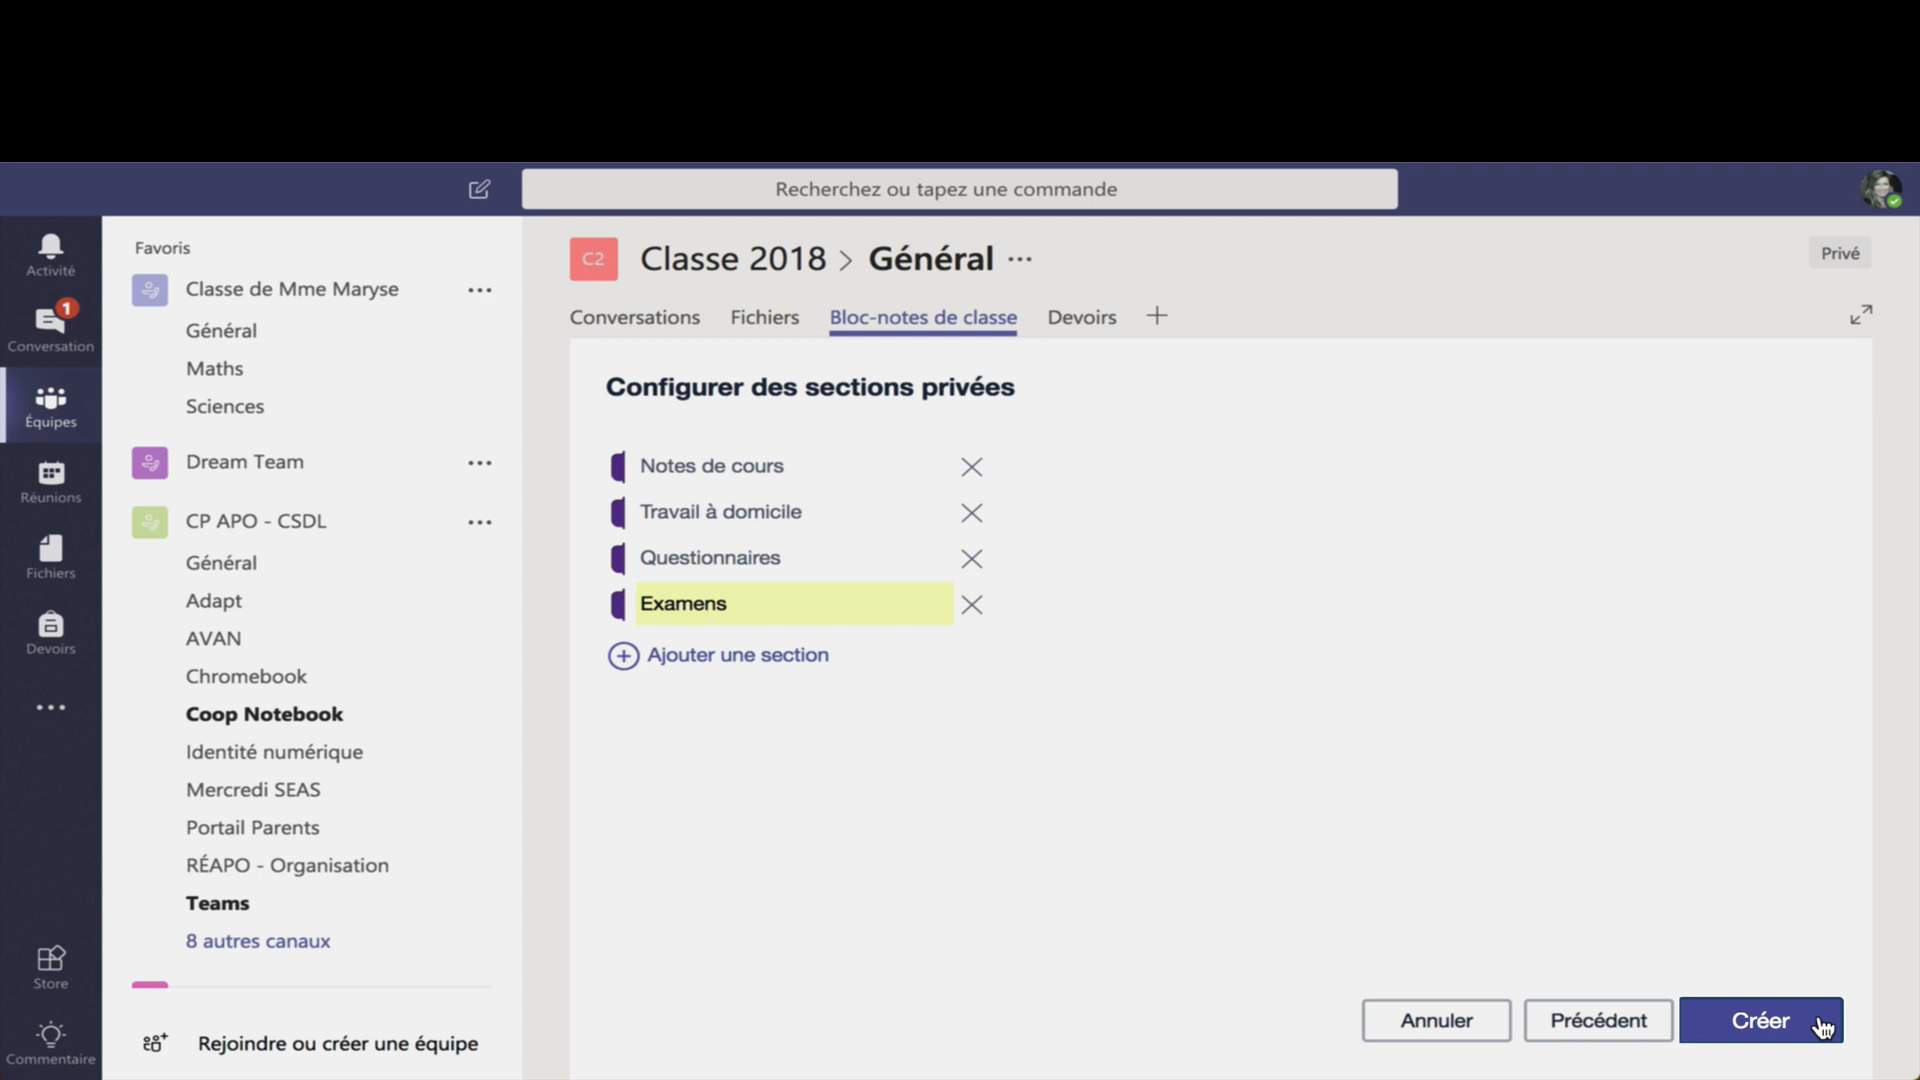 Recherchez ou tapez une commande
Activité
1
Conversation
Équipes
Réunions
Fichiers
Devoirs
Store
Commentaire
Favoris
Classe de Mme Maryse
Général
Maths
Sciences
Dream Team
CP APO - CSDL
Général
Adapt
AVAN
Chromebook
Coop Notebook
Identité numérique
Mercredi SEAS
Portail Parents
RÉAPO - Organisation
Teams
8 autres canaux
Rejoindre ou créer une équipe
C2 Classe 2018 > Général ...
Privé
Conversations Fichiers Bloc-notes de classe Devoirs +
Configurer des sections privées
Notes de cours
Travail à domicile
Questionnaires
Examens
Ajouter une section
Annuler Précédent Créer